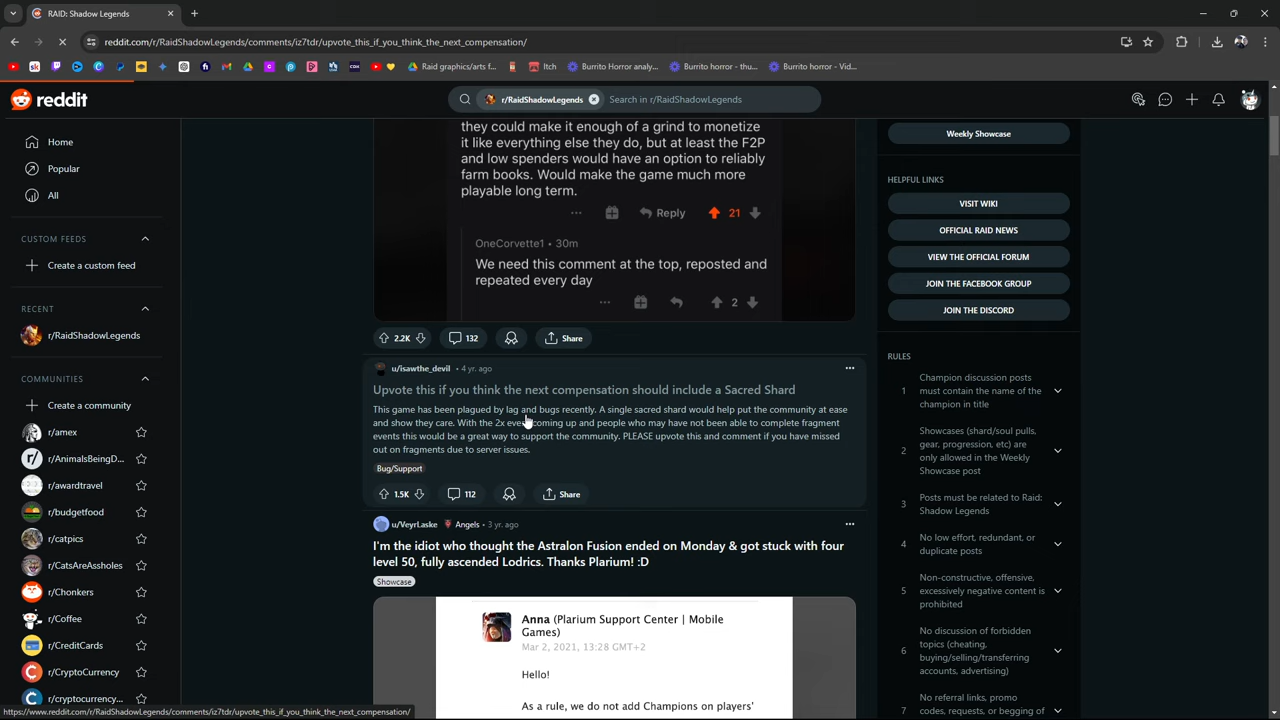 RAID: Shadow Legends
reddit.com/r/RaidShadowLegends/comments/iz7tdr/upvote_this_if_you_think_the_next_compensation/
Raid graphics/arts f...
Itch
Burrito Horror analy...
Burrito Horror - thu...
Burrito horror - Vid...
reddit
r/RaidShadowLegends
Search in r/RaidShadowLegends
Home
Popular
All
CUSTOM FEEDS
Create a custom feed
RECENT
r/RaidShadowLegends
COMMUNITIES
Create a community
r/amex
r/AnimalsBeingD...
r/awardtravel
r/budgetfood
r/catpics
r/CatsAreAssholes
r/Chonkers
r/Coffee
r/CreditCards
r/CryptoCurrency
r/cryptocurrency...
they could make it enough of a grind to monetize
it like everything else they do, but at least the F2P
and low spenders would have an option to reliably
farm books. Would make the game much more
playable long term.
Reply
21
OneCorvette1 • 30m
We need this comment at the top, reposted and
repeated every day
2
2.2K
132
Share
u/isawthe_devil • 4 yr. ago
Upvote this if you think the next compensation should include a Sacred Shard
This game has been plagued by lag and bugs recently. A single sacred shard would help put the community at ease
and show they care. With the 2x eve coming up and people who may have not been able to complete fragment
events this would be a great way to support the community. PLEASE upvote this and comment if you have missed
out on fragments due to server issues.
Bug/Support
1.5K
112
Share
u/VeyrLaske Angels • 3 yr. ago
I'm the idiot who thought the Astralon Fusion ended on Monday & got stuck with four
level 50, fully ascended Lodrics. Thanks Plarium! :D
Showcase
Anna (Plarium Support Center | Mobile
Games)
Mar 2, 2021, 13:28 GMT+2
Hello!
As a rule, we do not add Champions on players'
Weekly Showcase
HELPFUL LINKS
VISIT WIKI
OFFICIAL RAID NEWS
VIEW THE OFFICIAL FORUM
JOIN THE FACEBOOK GROUP
JOIN THE DISCORD
RULES
1
Champion discussion posts
must contain the name of the
champion in title
2
Showcases (shard/soul pulls,
gear, progression, etc) are
only allowed in the Weekly
Showcase post
3
Posts must be related to Raid:
Shadow Legends
4
No low effort, redundant, or
duplicate posts
5
Non-constructive, offensive,
excessively negative content is
prohibited
6
No discussion of forbidden
topics (cheating,
buying/selling/transferring
accounts, advertising)
7
No referral links, promo
codes, requests, or begging of
https://www.reddit.com/r/RaidShadowLegends/comments/iz7tdr/upvote_this_if_you_think_the_next_compensation/